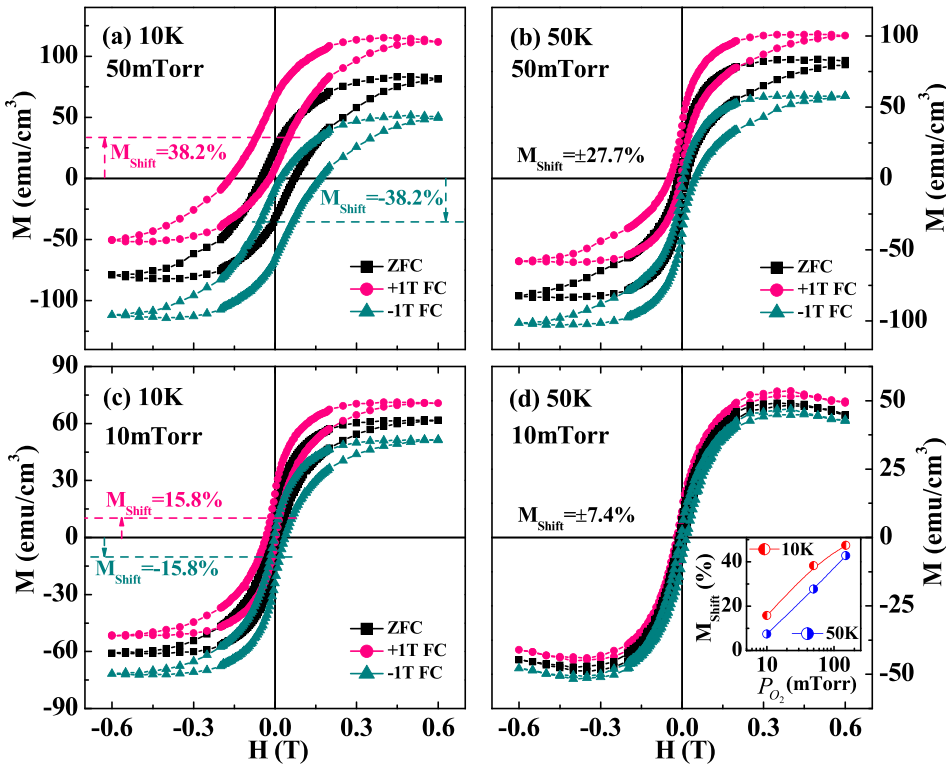 (a) 10K
50mTorr
M (emu/cm³)
100
50
0
-50
-100
M_Shift=38.2%
M_Shift=-38.2%
ZFC
+1T FC
-1T FC
(b) 50K
50mTorr
M_Shift=±27.7%
ZFC
+1T FC
-1T FC
100
50
0
-50
-100
M (emu/cm³)
(c) 10K
10mTorr
M (emu/cm³)
90
60
30
0
-30
-60
-90
M_Shift=15.8%
M_Shift=-15.8%
ZFC
+1T FC
-1T FC
-0.6 -0.3 0.0 0.3 0.6
H (T)
(d) 50K
10mTorr
M_Shift=±7.4%
50
25
0
-25
-50
M (emu/cm³)
M_Shift (%)
40
20
0
10K
50K
10 100
P_O₂ (mTorr)
-0.6 -0.3 0.0 0.3 0.6
H (T)